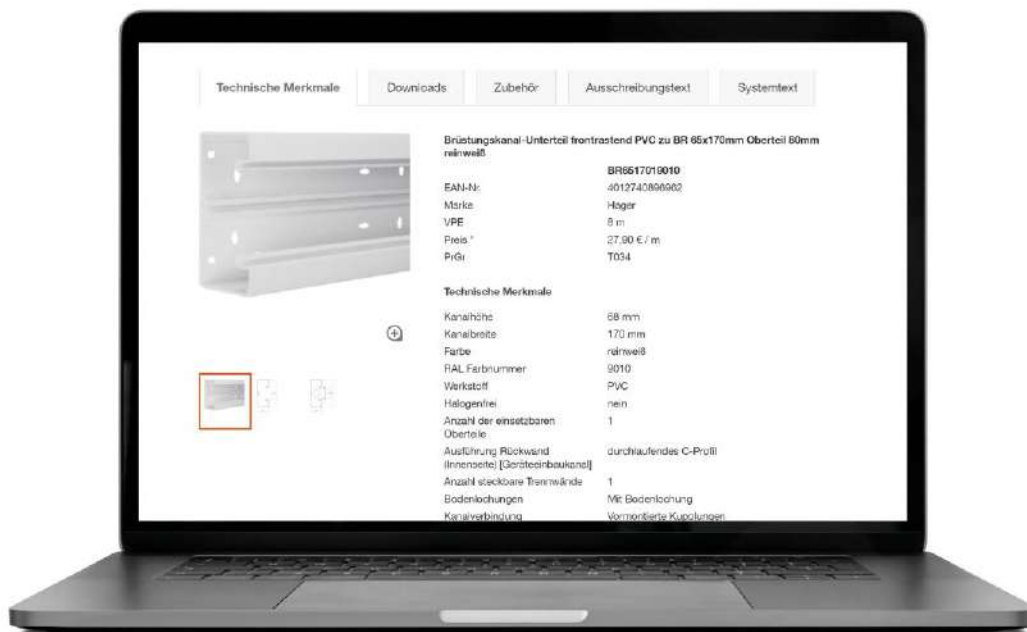 Technische Merkmale
Downloads
Zubehör
Ausschreibungstext
Systemtext
Brüstungskanal-Unterteil frontrastend PVC zu BR 65x170mm Oberteil 80mm
reinweiß
BR6517019010
EAN-Nr. 4012740896962
Marke Hager
VPE 8 m
Preis * 27,90 € / m
PrGr T034
Technische Merkmale
Kanalhöhe 68 mm
Kanalbreite 170 mm
Farbe reinweiß
RAL Farbnummer 9010
Werkstoff PVC
Halogenfrei nein
Anzahl der einsetzbaren 1
Oberteile
Ausführung Rückwand durchlaufendes C-Profil
(Innenseite) [Geräteeinbaukanal]
Anzahl steckbare Trennwände 1
Bodenlochungen Mit Bodenlochung
Kanalverbindung Vormontierte Kupplungen